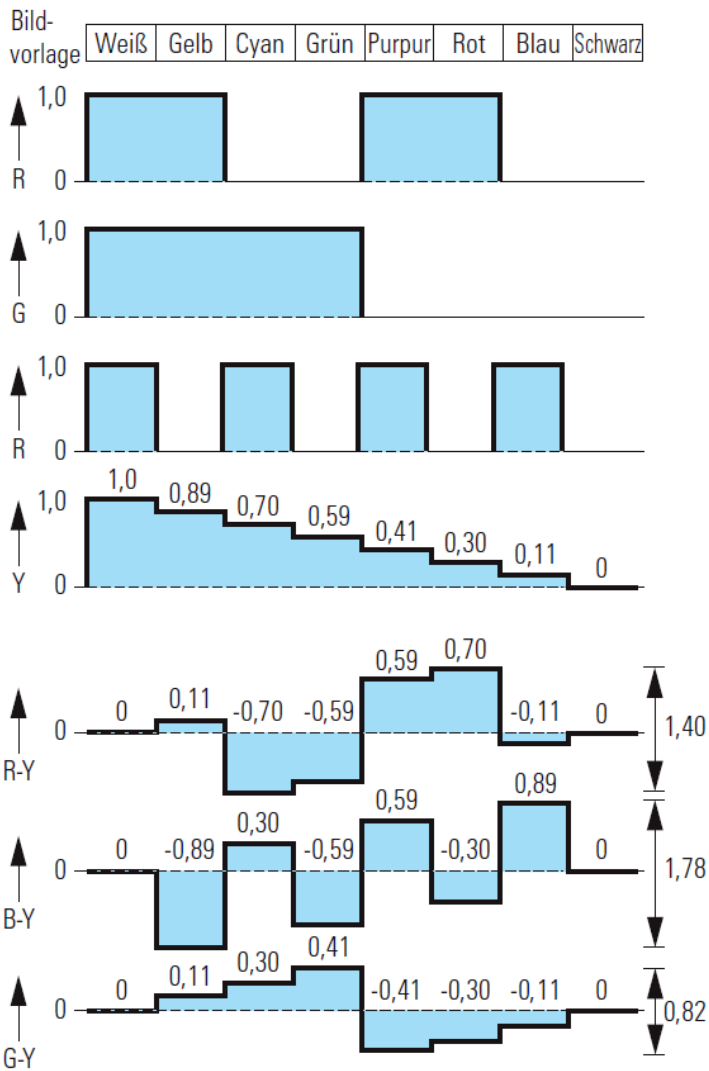 Bild-
vorlage Weiß Gelb Cyan Grün Purpur Rot Blau Schwarz
1,0
R 0
1,0
G 0
1,0
R 0
1,0 0,89 0,70 0,59 0,41 0,30 0,11 0
1,0
Y 0
0 0,11 -0,70 -0,59 0,59 0,70 -0,11 0
0
R-Y
1,40
0 -0,89 0,30 -0,59 0,59 -0,30 0,89 0
0
B-Y
1,78
0 0,11 0,30 0,41 -0,41 -0,30 -0,11 0
0
G-Y
0,82